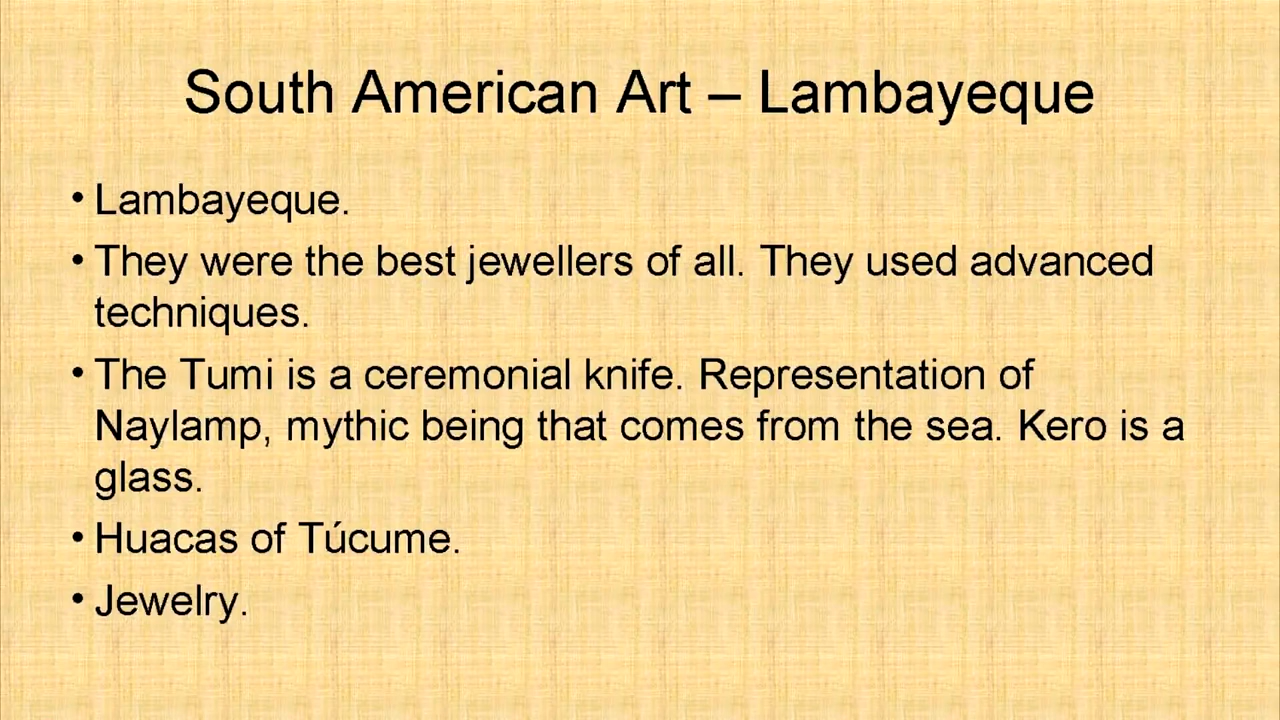 South American Art – Lambayeque
• Lambayeque.
• They were the best jewellers of all. They used advanced
techniques.
• The Tumi is a ceremonial knife. Representation of
Naylamp, mythic being that comes from the sea. Kero is a
glass.
• Huacas of Túcume.
• Jewelry.